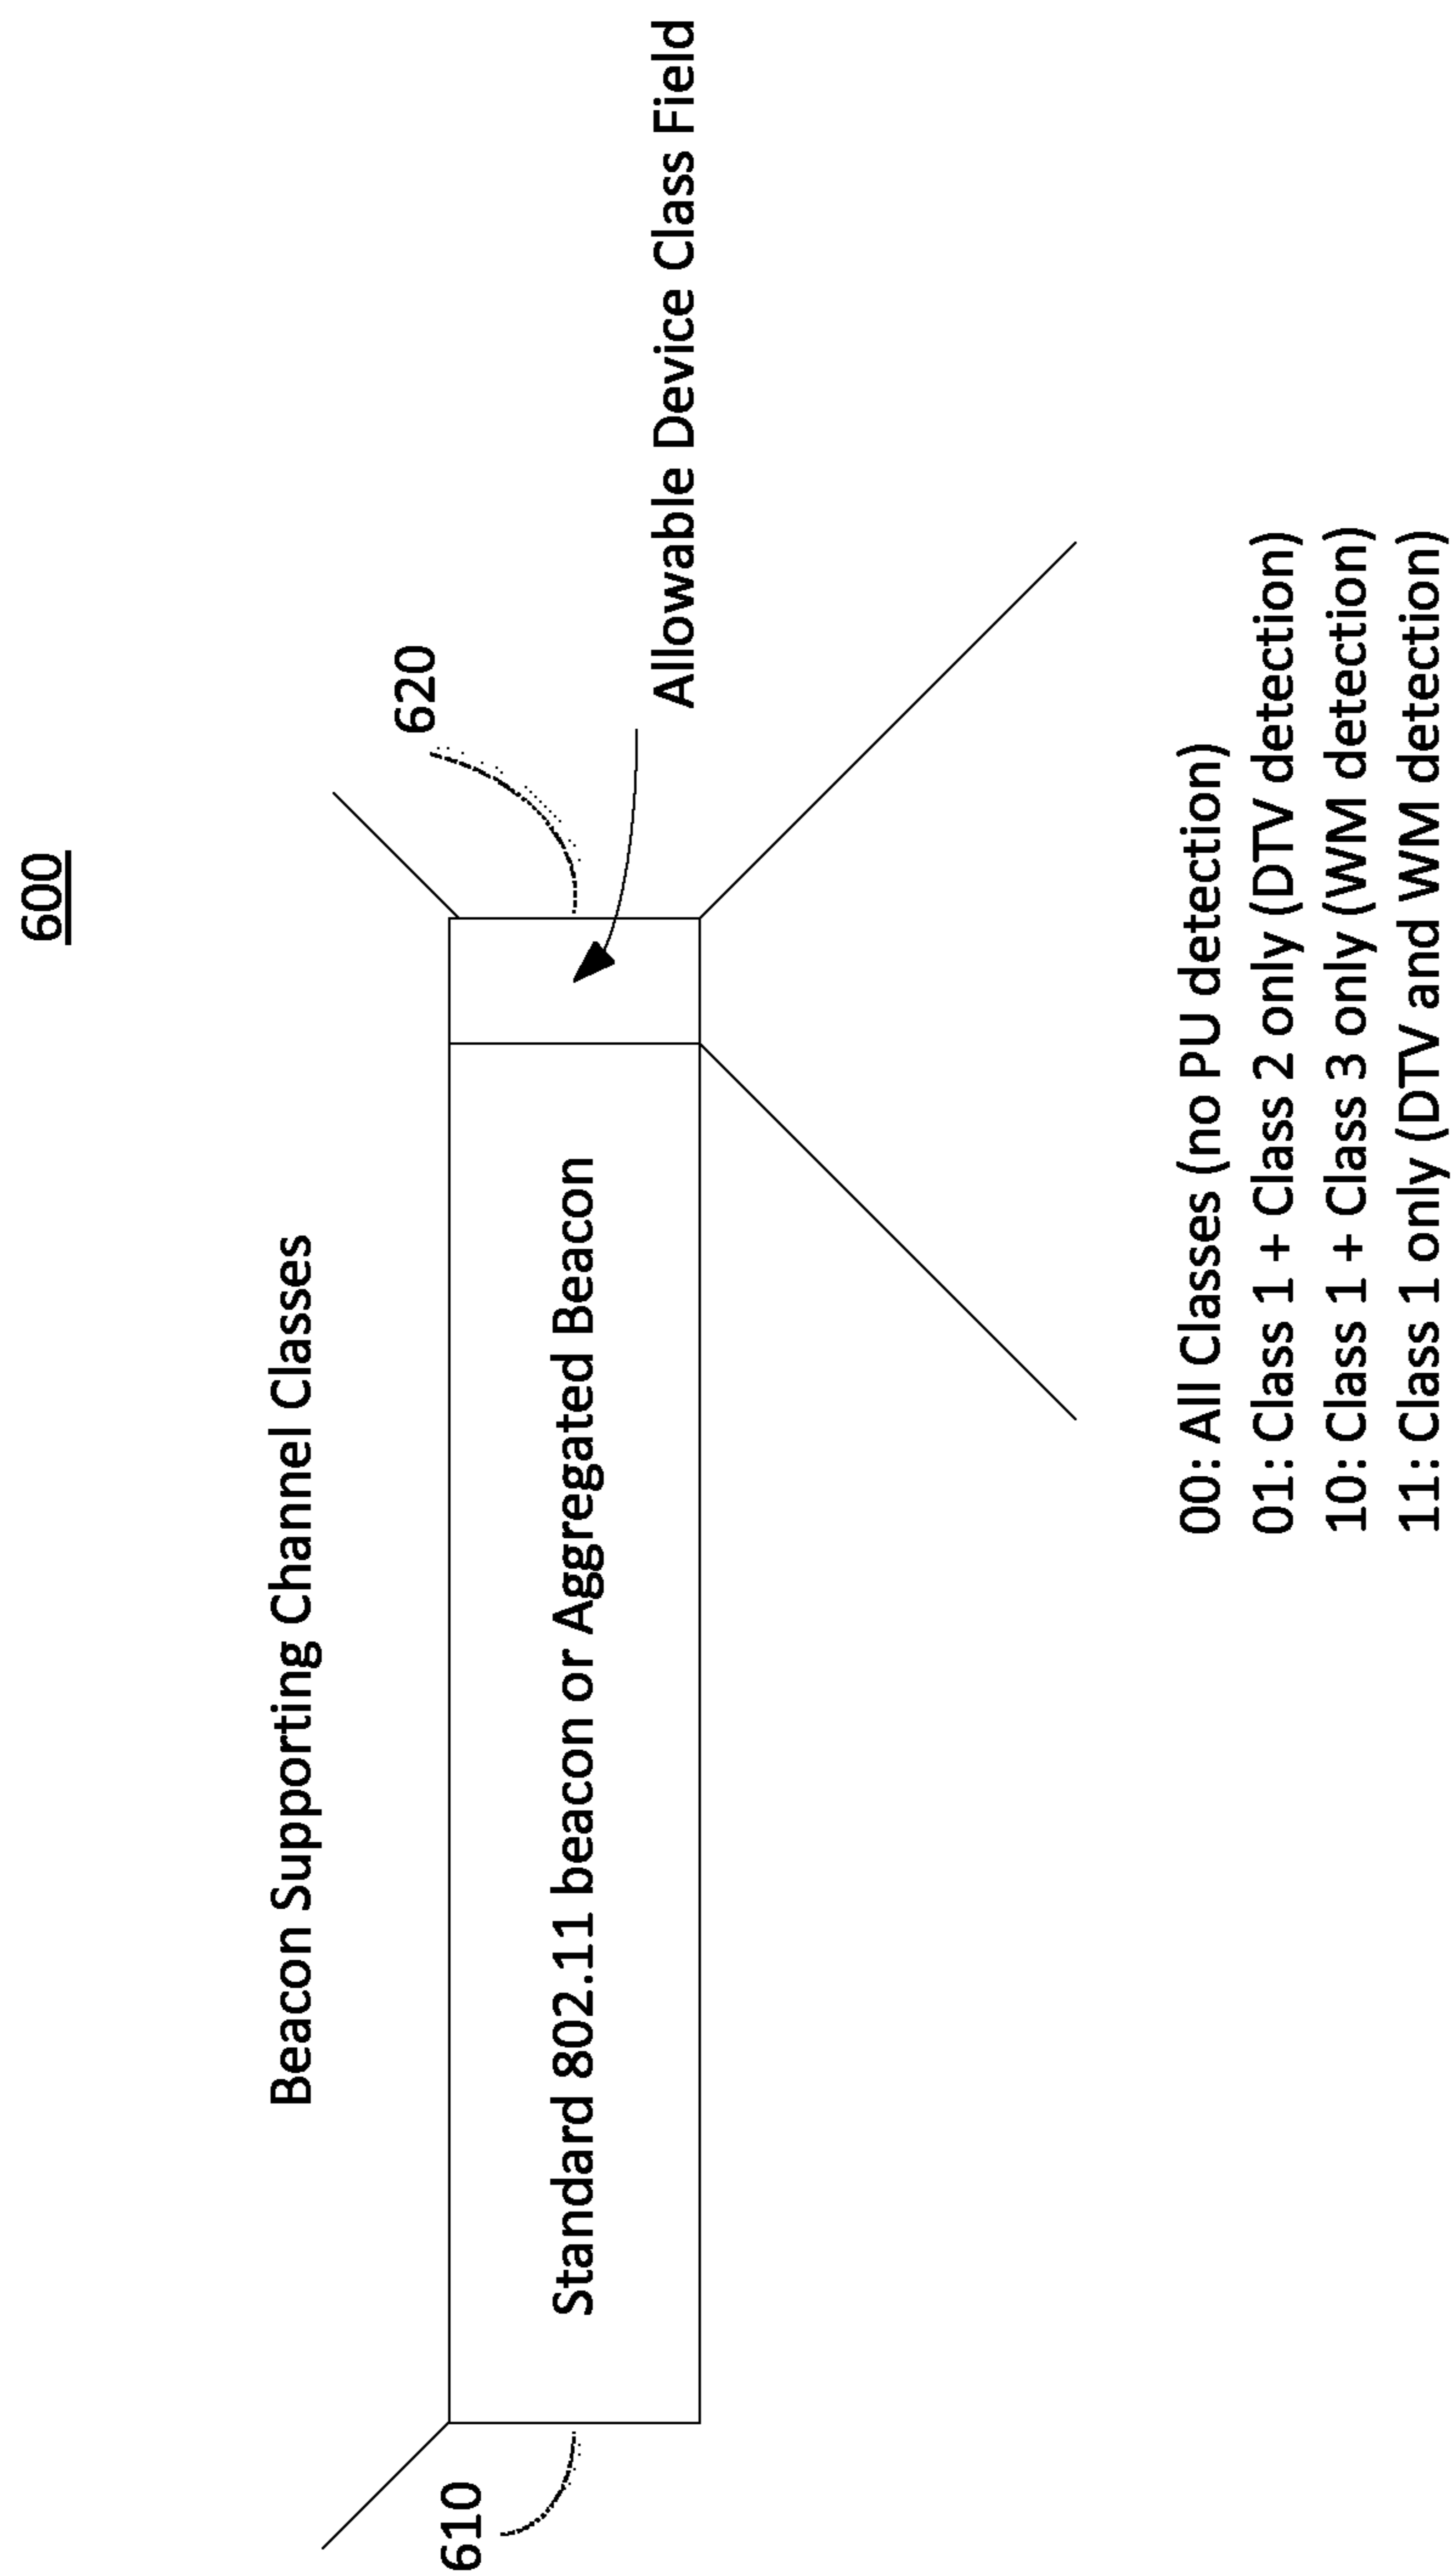 600
Beacon Supporting Channel Classes
620
610
Standard 802.11 beacon or Aggregated Beacon
Allowable Device Class Field
00: All Classes (no PU detection)
01: Class 1 + Class 2 only (DTV detection)
10: Class 1 + Class 3 only (WM detection)
11: Class 1 only (DTV and WM detection)